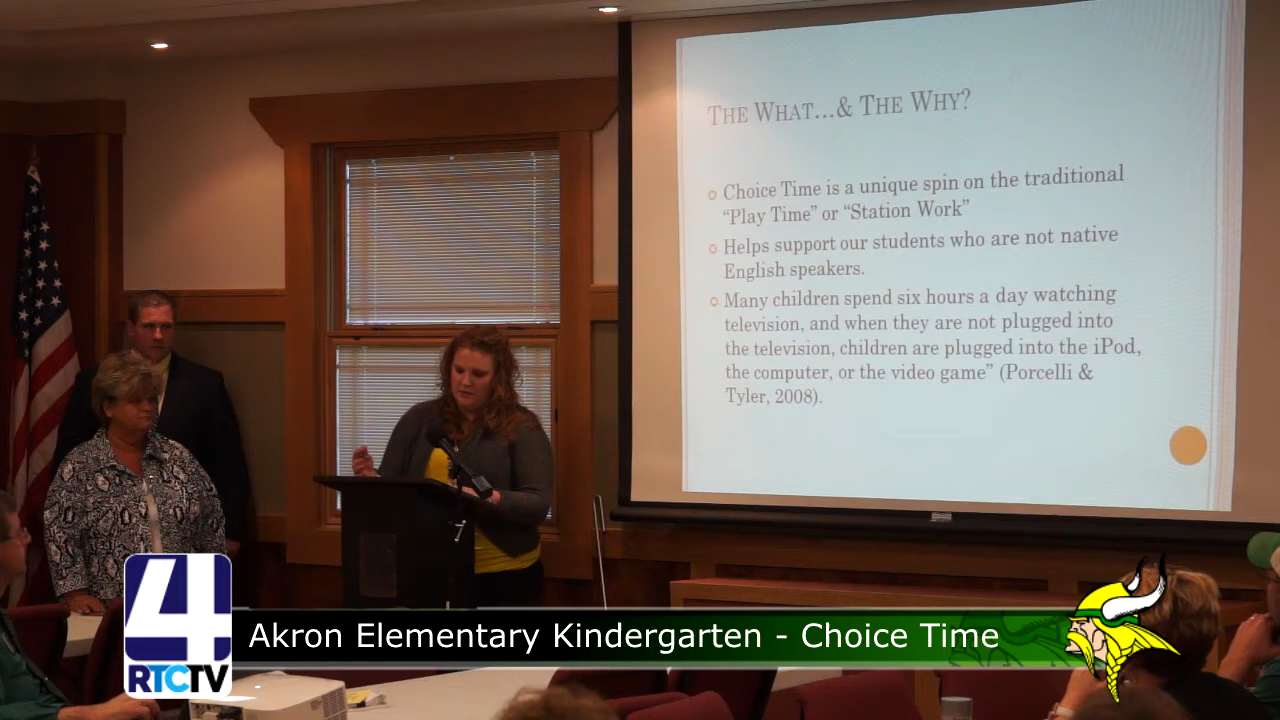 THE WHAT...& THE WHY?
Choice Time is a unique spin on the traditional
"Play Time" or "Station Work"
Helps support our students who are not native
English speakers.
Many children spend six hours a day watching
television, and when they are not plugged into
the television, children are plugged into the iPod,
the computer, or the video game" (Porcelli &
Tyler, 2008).
4
RTCTV
Akron Elementary Kindergarten - Choice Time